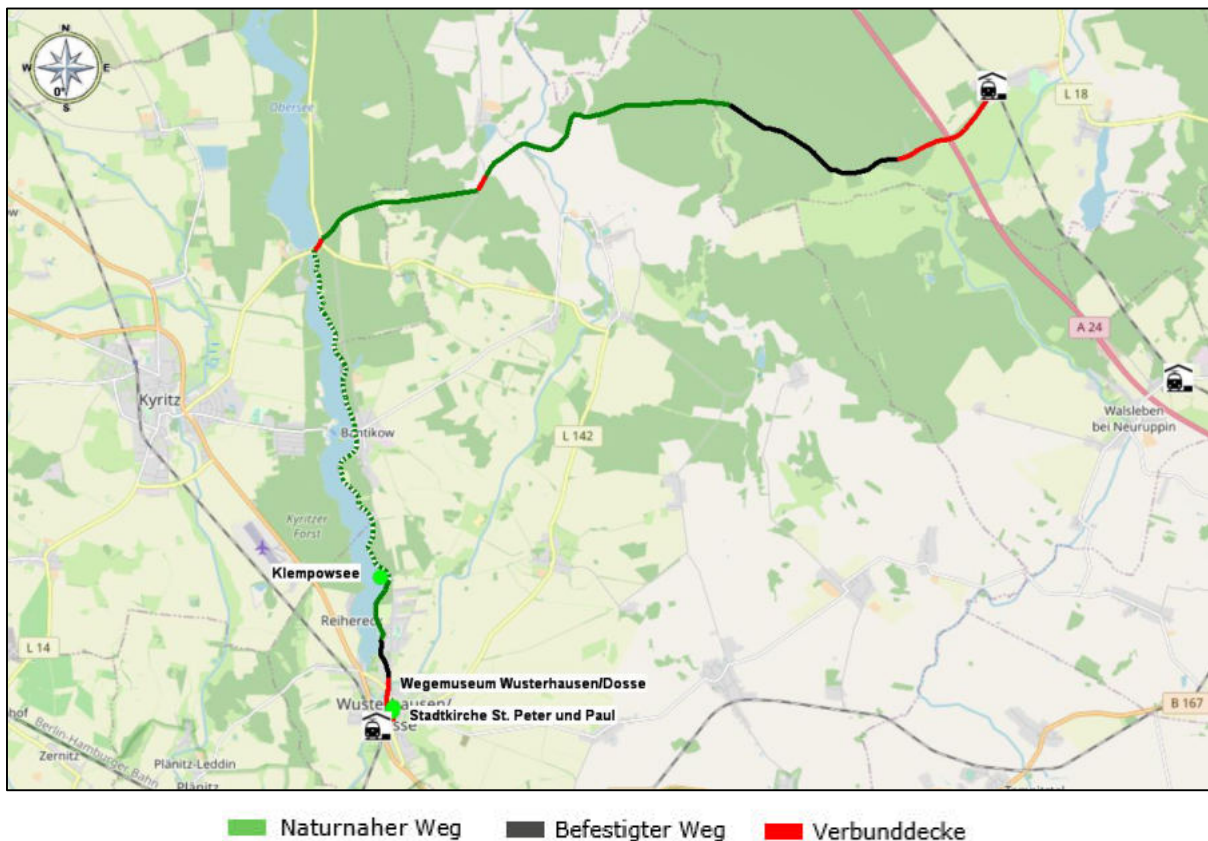 N
W E
0°
S
Obersee
L 18
Kyritz
A 24
Walsleben
bei Neuruppin
Bantikow
L 142
Kyritzer
Forst
Klempowsee
L 14
Wegemuseum Wusterhausen/Dosse
Stadtkirche St. Peter und Paul
B 167
Berlin-Hamburger Bahn
Zernitz
Plänitz-Leddin
Plänitz
Naturnaher Weg Befestigter Weg Verbunddecke